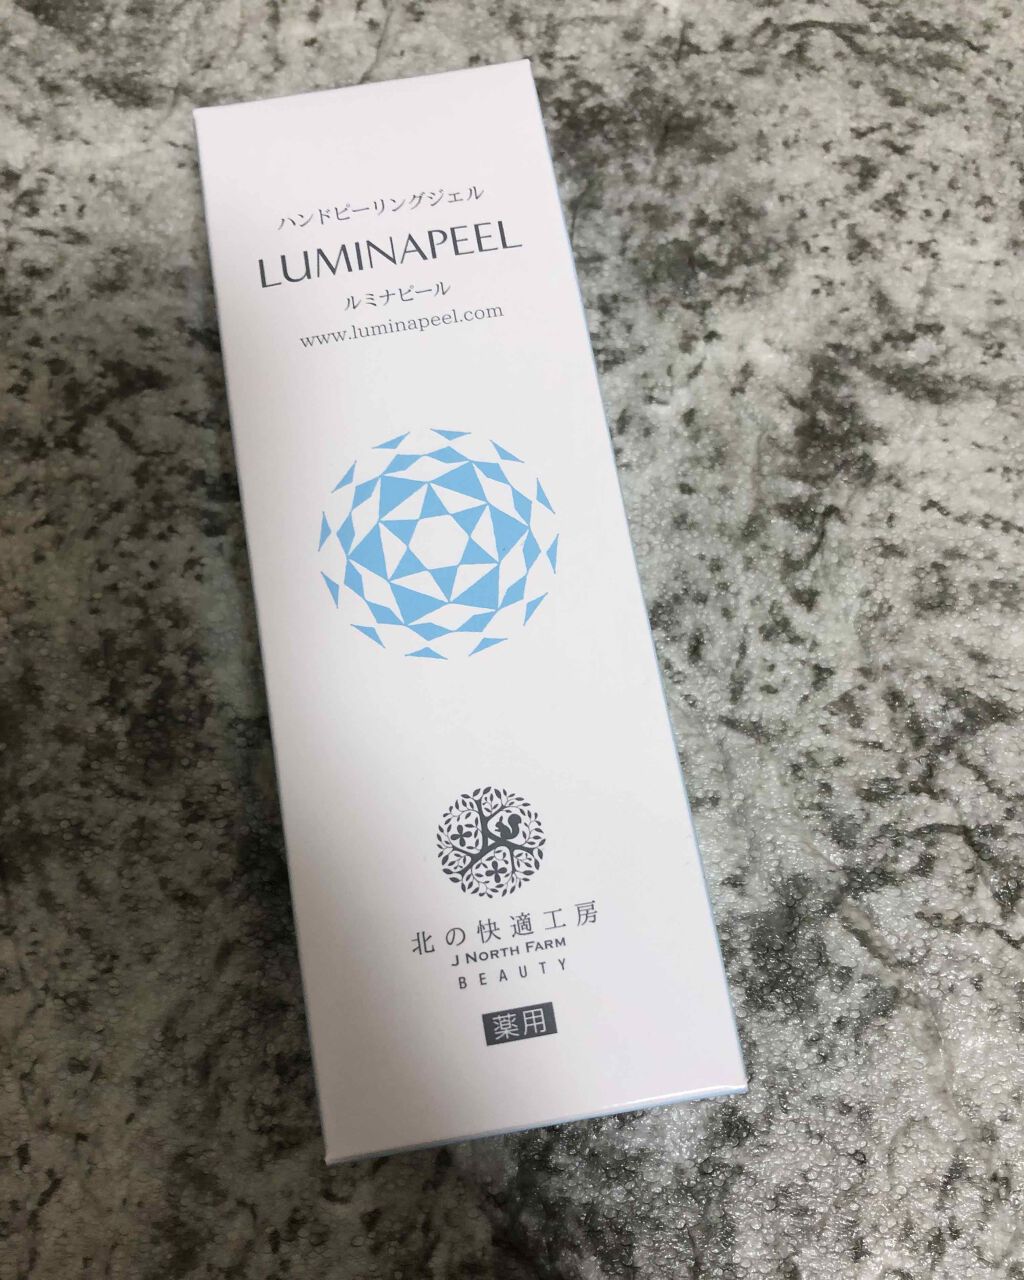 ハンドピーリングジェル
LUMINAPEEL
ルミナピール
www.luminapeel.com
北の快適工房
J NORTH FARM
BEAUTY
薬用